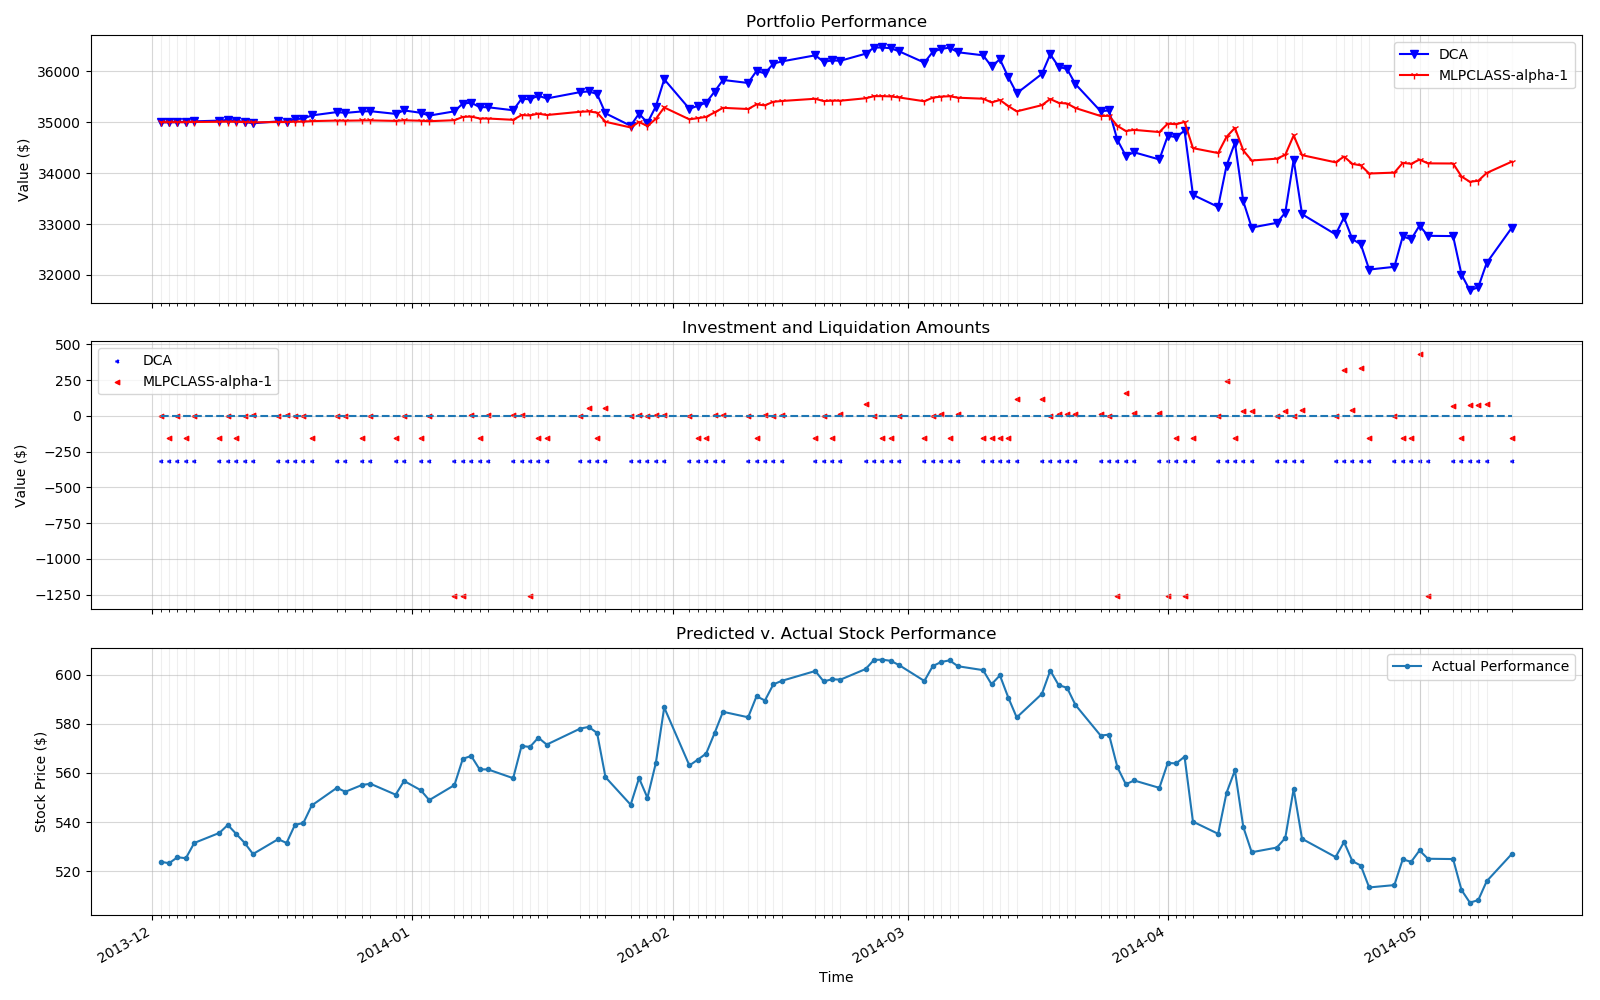 Portfolio Performance
36000
35000
34000
33000
32000
Value ($)
DCA
MLPCLASS-alpha-1
Investment and Liquidation Amounts
500
250
0
−250
−500
−750
−1000
−1250
Value ($)
DCA
MLPCLASS-alpha-1
Predicted v. Actual Stock Performance
600
580
560
540
520
Stock Price ($)
Actual Performance
2013-12
2014-01
2014-02
2014-03
2014-04
2014-05
Time